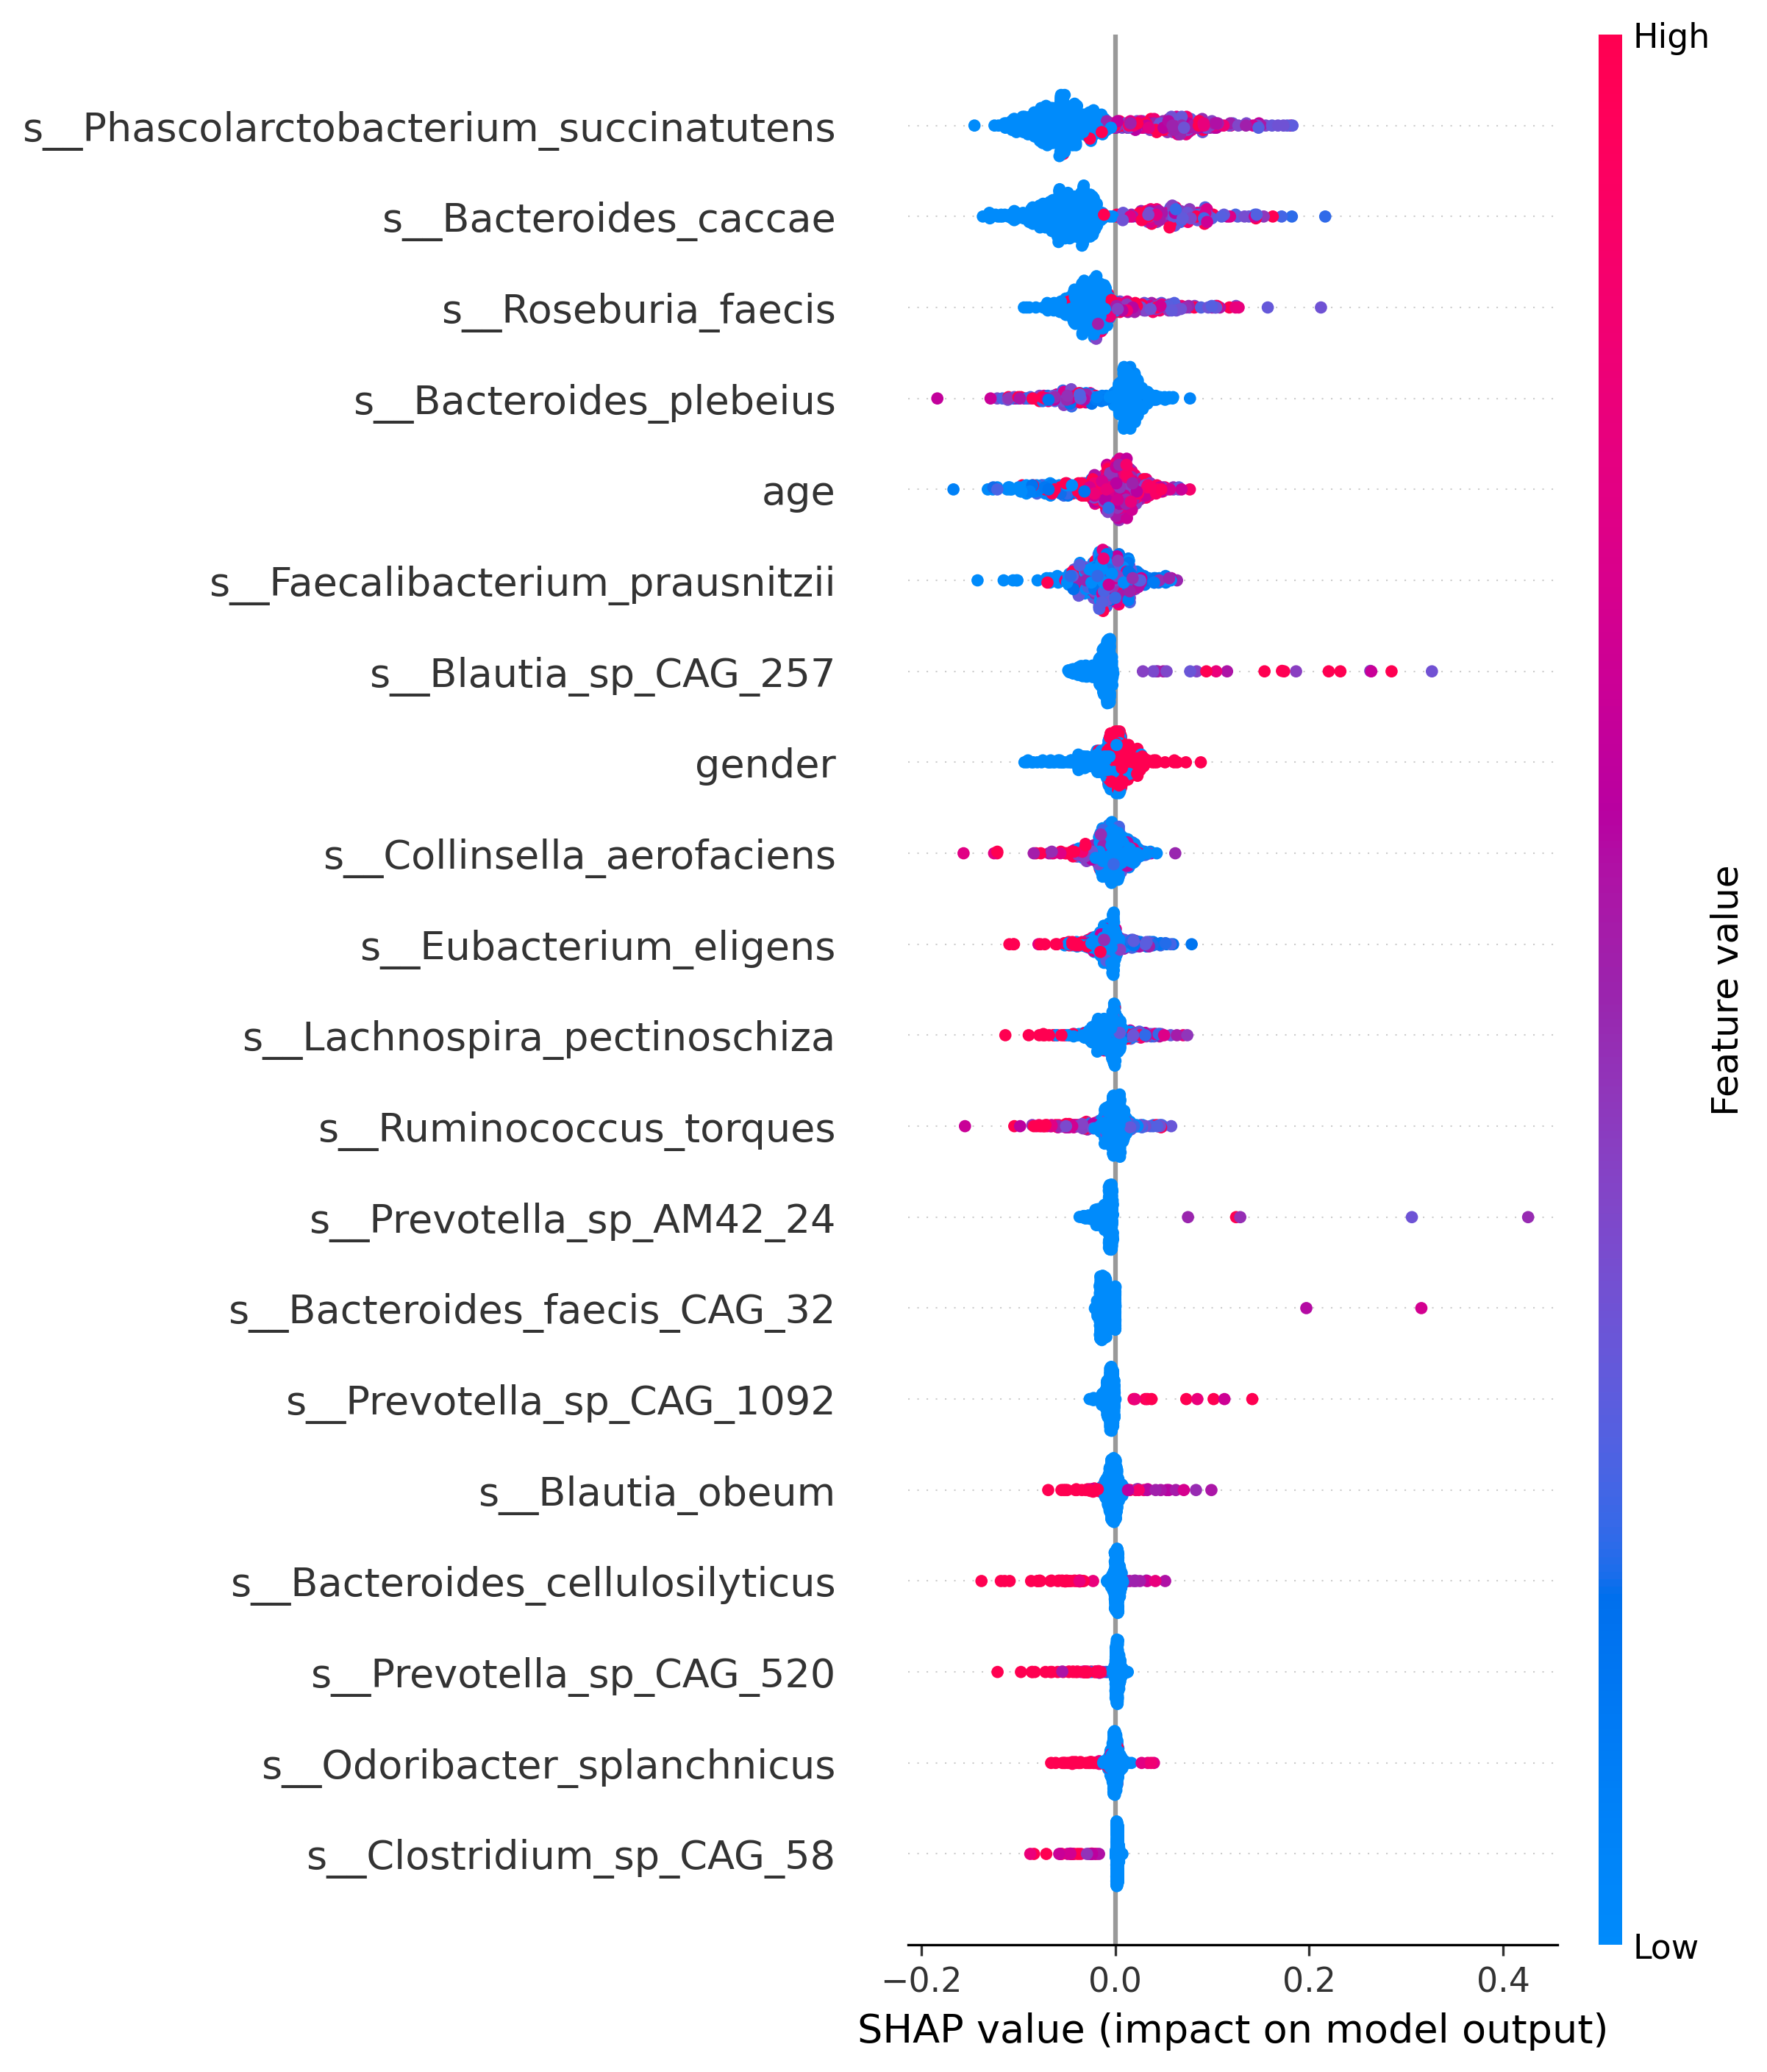 High
s__Phascolarctobacterium_succinatutens
s__Bacteroides_caccae
s__Roseburia_faecis
s__Bacteroides_plebeius
age
s__Faecalibacterium_prausnitzii
s__Blautia_sp_CAG_257
gender
s__Collinsella_aerofaciens
s__Eubacterium_eligens
s__Lachnospira_pectinoschiza
s__Ruminococcus_torques
s__Prevotella_sp_AM42_24
s__Bacteroides_faecis_CAG_32
s__Prevotella_sp_CAG_1092
s__Blautia_obeum
s__Bacteroides_cellulosilyticus
s__Prevotella_sp_CAG_520
s__Odoribacter_splanchnicus
s__Clostridium_sp_CAG_58
Feature value
Low
−0.2 0.0 0.2 0.4
SHAP value (impact on model output)